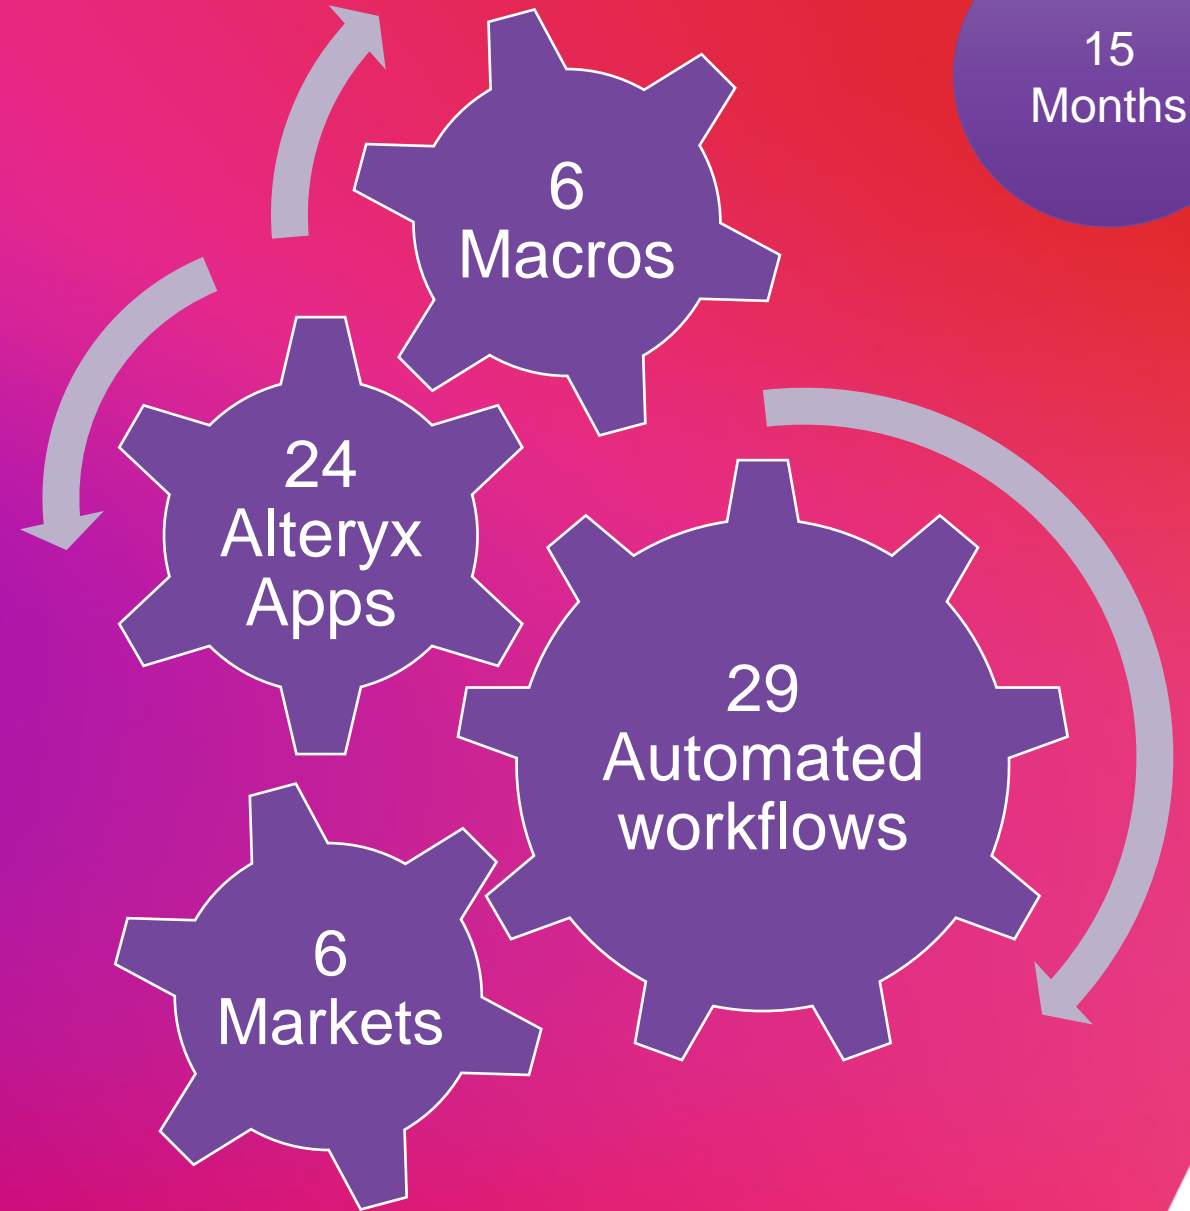 15
Months
6
Macros
24
Alteryx
Apps
29
Automated
workflows
6
Markets